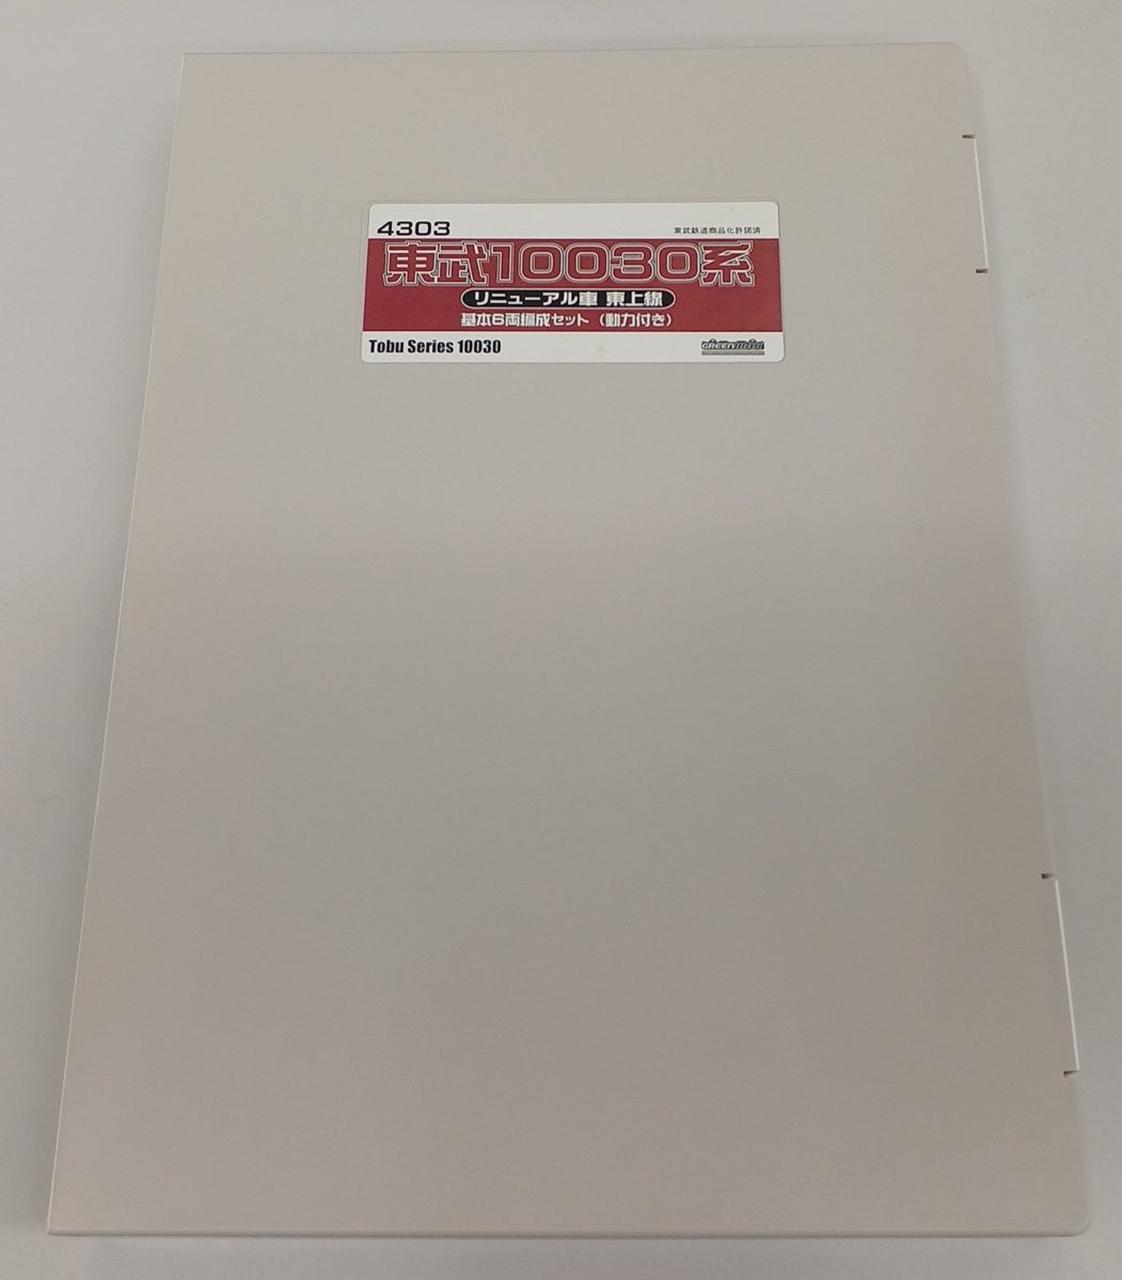 4303
東武鉄道商品化許諾済
東武10030系
リニューアル車 東上線
基本6両編成セット（動力付き）
Tobu Series 10030
GREENMAX